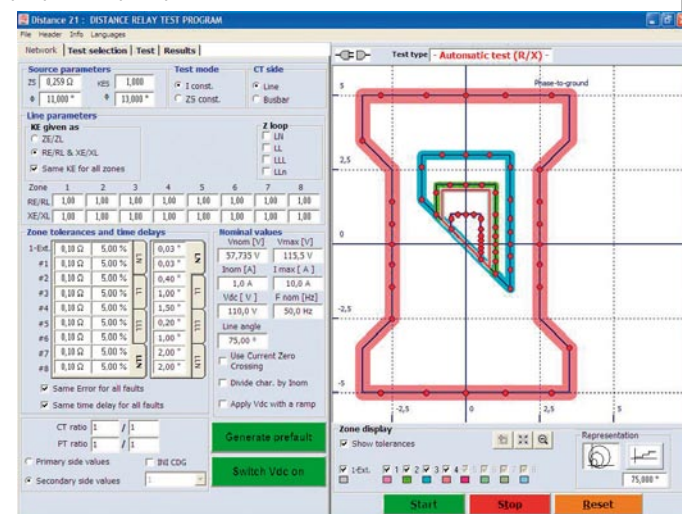 Distance 21 : DISTANCE RELAY TEST PROGRAM
File Header Info Languages
Network Test selection Test Results
Test type - Automatic test (R/X) -
Source parameters Test mode CT side
ZS 0,259 Ω KES 1,000
Φ 11,000 ° Φ 13,000 °
I const. Line
ZS const. Busbar
Line parameters
KE given as Z loop
ZE/ZL LN
RE/RL & XE/XL LL
LLL
Same KE for all zones LLn
Zone 1 2 3 4 5 6 7 8
RE/RL 1,00 1,00 1,00 1,00 1,00 1,00 1,00 1,00
XE/XL 1,00 1,00 1,00 1,00 1,00 1,00 1,00 1,00
Zone tolerances and time delays
1-Ext. 0,10 Ω 5.00 % 0,03 "
#1 0,10 Ω 5.00 % 0,03 "
#2 0,10 Ω 5.00 % 0,40 "
#3 0,10 Ω 5.00 % 1,00 "
#4 0,10 Ω 5.00 % 1,50 "
#5 0,10 Ω 5.00 % 0,20 "
#6 0,10 Ω 5.00 % 1,00 "
#7 0,10 Ω 5.00 % 2,00 "
#8 0,10 Ω 5.00 % 2,00 "
LN
LL
LLL
LLn
LN
LL
LLL
LLn
Same Error for all faults
Same time delay for all faults
Nominal values
Vnom [V] Vmax [V]
57,735 V 115,5 V
Inom [A] I max [ A ]
1,0 A 10,0 A
Vdc [ V ] F nom [Hz]
110,0 V 50,0 Hz
Line angle
75,00 °
Use Current Zero
Crossing
Divide char. by Inom
Apply Vdc with a ramp
CT ratio 1 / 1
PT ratio 1 / 1
Primary side values
Secondary side values 1
Generate prefault
Switch Vdc on
Phase-to-ground
5
2,5
0
-2,5
-5
-2,5 0 2,5 5
Zone display
Show tolerances
1-Ext. 1 2 3 4 5 6 7 8
Representation
75,000 °
Start Stop Reset